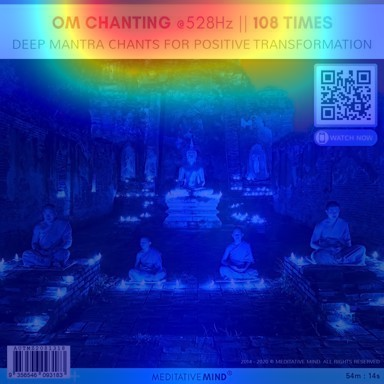 OM CHANTING @528Hz || 108 TIMES
DEEP MANTRA CHANTS FOR POSITIVE TRANSFORMATION
WATCH NOW
MEDITATIVE MIND
54m : 14s